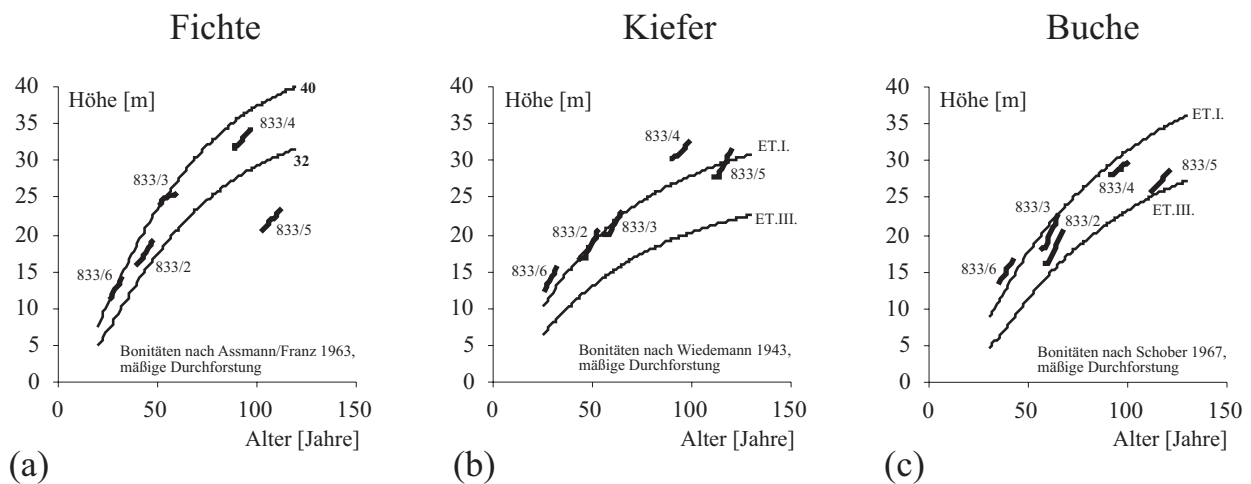 Fichte
40
35
30
25
20
15
10
5
0
Höhe [m]
40
833/4
32
833/3
833/5
833/6
833/2
Bonitäten nach Assmann/Franz 1963,
mäßige Durchforstung
0 50 100 150
Alter [Jahre]
(a)
Kiefer
40
35
30
25
20
15
10
5
0
Höhe [m]
833/4
ET.I.
833/5
833/2
833/3
ET.III.
833/6
Bonitäten nach Wiedemann 1943,
mäßige Durchforstung
0 50 100 150
Alter [Jahre]
(b)
Buche
40
35
30
25
20
15
10
5
0
Höhe [m]
ET.I.
833/4
833/5
833/3
833/2
ET.III.
833/6
Bonitäten nach Schober 1967,
mäßige Durchforstung
0 50 100 150
Alter [Jahre]
(c)